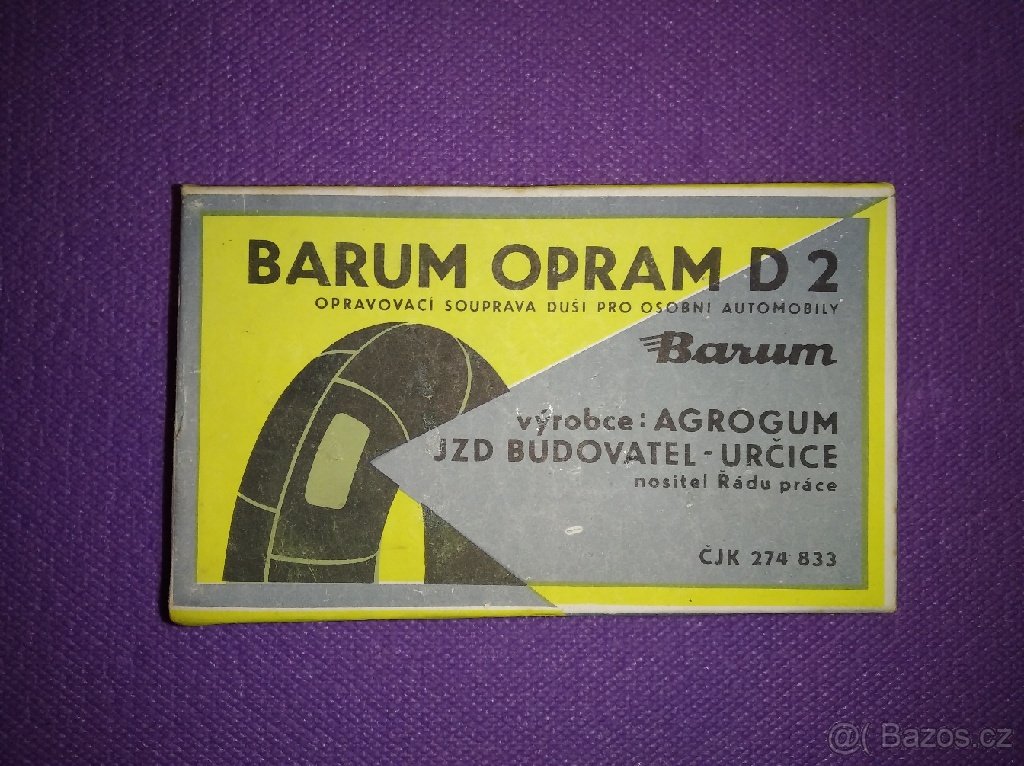 BARUM OPRAM D 2
OPRAVOVACÍ SOUPRAVA DUŠÍ PRO OSOBNÍ AUTOMOBILY
Barum
výrobce: AGROGUM
JZD BUDOVATEL - URČICE
nositel Řádu práce
ČJK 274 833
@( Bazos.cz